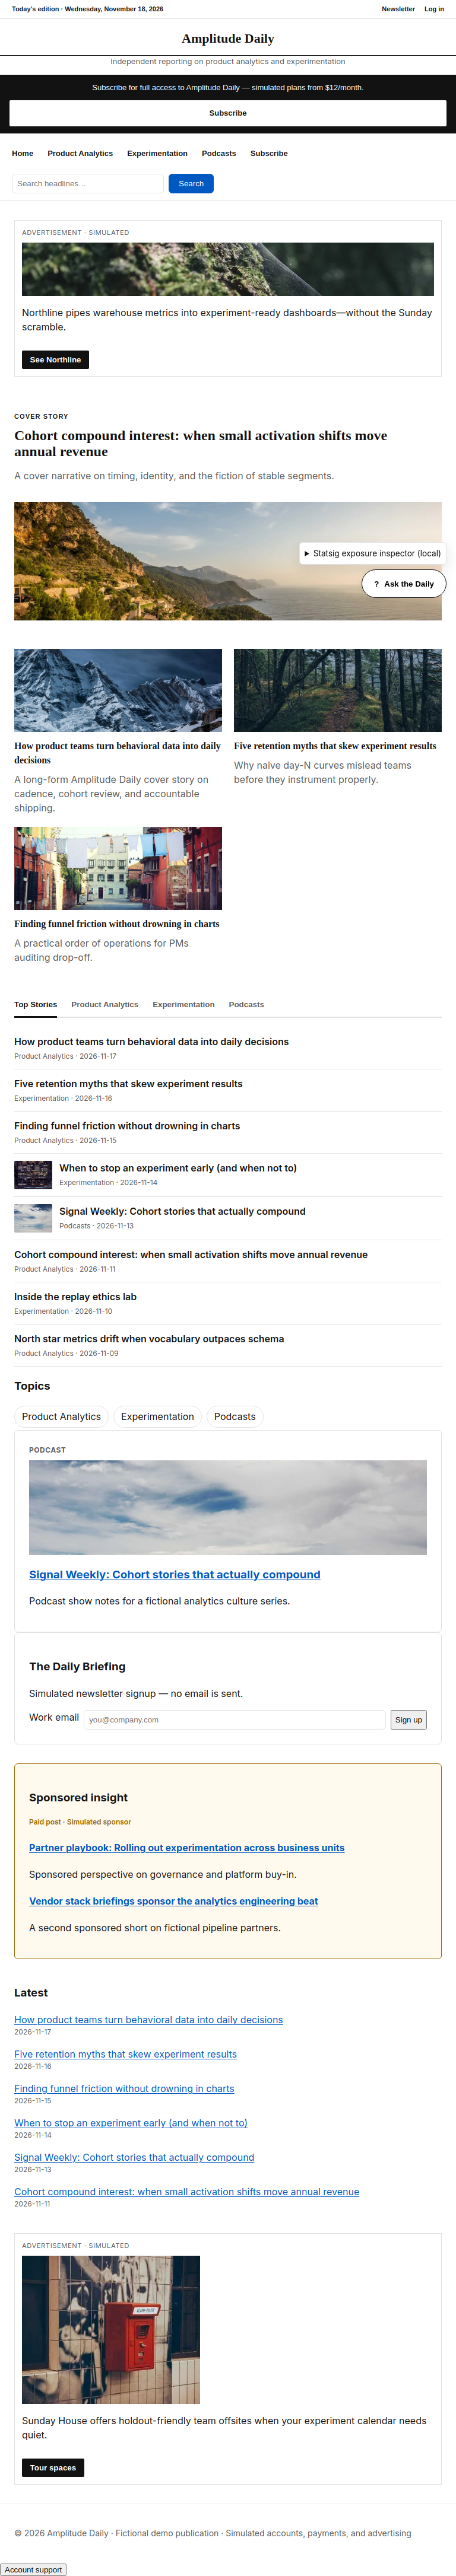 Today's edition · Wednesday, November 18, 2026
Newsletter Log in
Amplitude Daily
Independent reporting on product analytics and experimentation
Subscribe for full access to Amplitude Daily — simulated plans from $12/month.
Subscribe
Home Product Analytics Experimentation Podcasts Subscribe
Search headlines… Search
ADVERTISEMENT · SIMULATED
Northline pipes warehouse metrics into experiment-ready dashboards—without the Sunday
scramble.
See Northline
COVER STORY
Cohort compound interest: when small activation shifts move
annual revenue
A cover narrative on timing, identity, and the fiction of stable segments.
▶ Statsig exposure inspector (local)
? Ask the Daily
How product teams turn behavioral data into daily
decisions
A long-form Amplitude Daily cover story on
cadence, cohort review, and accountable
shipping.
Five retention myths that skew experiment results
Why naive day-N curves mislead teams
before they instrument properly.
Finding funnel friction without drowning in charts
A practical order of operations for PMs
auditing drop-off.
Top Stories Product Analytics Experimentation Podcasts
How product teams turn behavioral data into daily decisions
Product Analytics · 2026-11-17
Five retention myths that skew experiment results
Experimentation · 2026-11-16
Finding funnel friction without drowning in charts
Product Analytics · 2026-11-15
When to stop an experiment early (and when not to)
Experimentation · 2026-11-14
Signal Weekly: Cohort stories that actually compound
Podcasts · 2026-11-13
Cohort compound interest: when small activation shifts move annual revenue
Product Analytics · 2026-11-11
Inside the replay ethics lab
Experimentation · 2026-11-10
North star metrics drift when vocabulary outpaces schema
Product Analytics · 2026-11-09
Topics
Product Analytics Experimentation Podcasts
PODCAST
Signal Weekly: Cohort stories that actually compound
Podcast show notes for a fictional analytics culture series.
The Daily Briefing
Simulated newsletter signup — no email is sent.
Work email you@company.com Sign up
Sponsored insight
Paid post · Simulated sponsor
Partner playbook: Rolling out experimentation across business units
Sponsored perspective on governance and platform buy-in.
Vendor stack briefings sponsor the analytics engineering beat
A second sponsored short on fictional pipeline partners.
Latest
How product teams turn behavioral data into daily decisions
2026-11-17
Five retention myths that skew experiment results
2026-11-16
Finding funnel friction without drowning in charts
2026-11-15
When to stop an experiment early (and when not to)
2026-11-14
Signal Weekly: Cohort stories that actually compound
2026-11-13
Cohort compound interest: when small activation shifts move annual revenue
2026-11-11
ADVERTISEMENT · SIMULATED
Sunday House offers holdout-friendly team offsites when your experiment calendar needs
quiet.
Tour spaces
© 2026 Amplitude Daily · Fictional demo publication · Simulated accounts, payments, and advertising
Account support